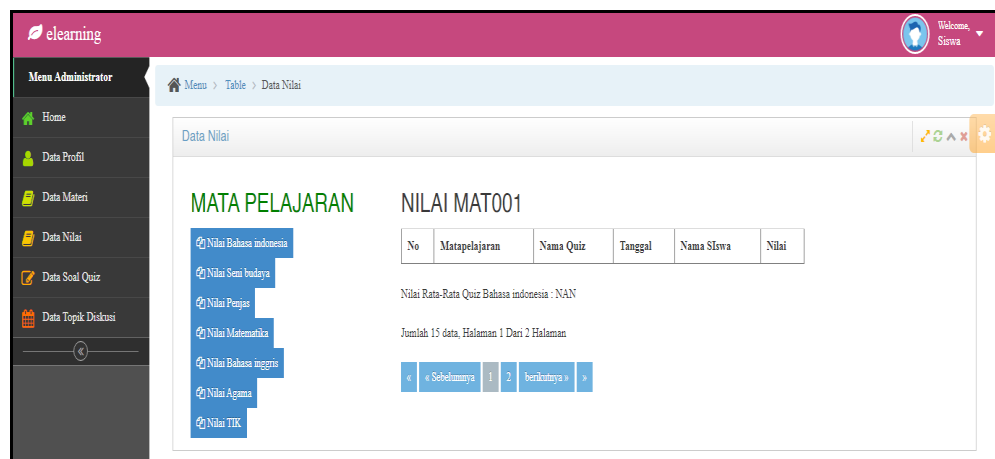 elearning
Welcome,
Siswa
Menu Administrator
Home
Data Profil
Data Materi
Data Nilai
Data Soal Quiz
Data Topik Diskusi
Menu > Table > Data Nilai
Data Nilai
MATA PELAJARAN
Nilai Bahasa indonesia
Nilai Seni budaya
Nilai Penjas
Nilai Matematika
Nilai Bahasa inggris
Nilai Agama
Nilai TIK
NILAI MAT001
No Matapelajaran Nama Quiz Tanggal Nama SIswa Nilai
Nilai Rata-Rata Quiz Bahasa indonesia : NAN
Jumlah 15 data, Halaman 1 Dari 2 Halaman
« « Sebelumnya 1 2 berikutnya » »